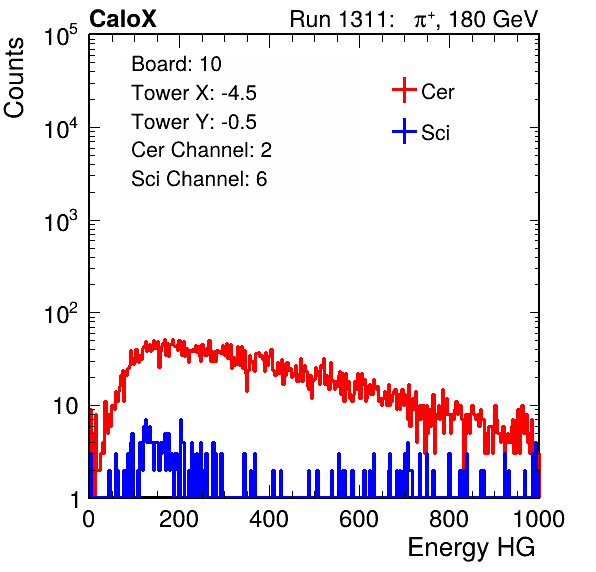 CaloX
Run 1311: π⁺, 180 GeV
Counts
10⁵
10⁴
10³
10²
10
1
Board: 10
Tower X: -4.5
Tower Y: -0.5
Cer Channel: 2
Sci Channel: 6
Cer
Sci
0 200 400 600 800 1000
Energy HG